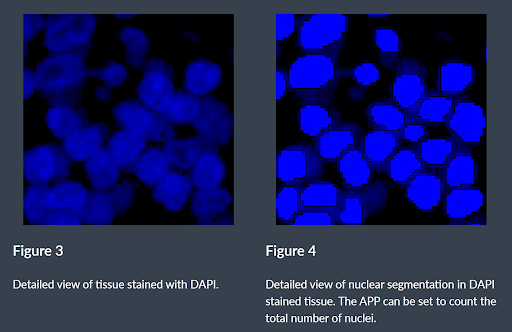 Figure 3
Detailed view of tissue stained with DAPI.
Figure 4
Detailed view of nuclear segmentation in DAPI
stained tissue. The APP can be set to count the
total number of nuclei.